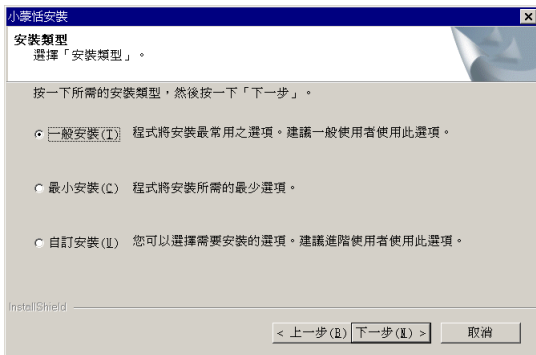 小蒙恬安裝
安裝類型
選擇「安裝類型」。
按一下所需的安裝類型，然後按一下「下一步」。
一般安裝(T) 程式將安裝最常用之選項。建議一般使用者使用此選項。
最小安裝(C) 程式將安裝所需的最少選項。
自訂安裝(U) 您可以選擇需要安裝的選項。建議進階使用者使用此選項。
InstallShield
< 上一步(B) 下一步(N) > 取消